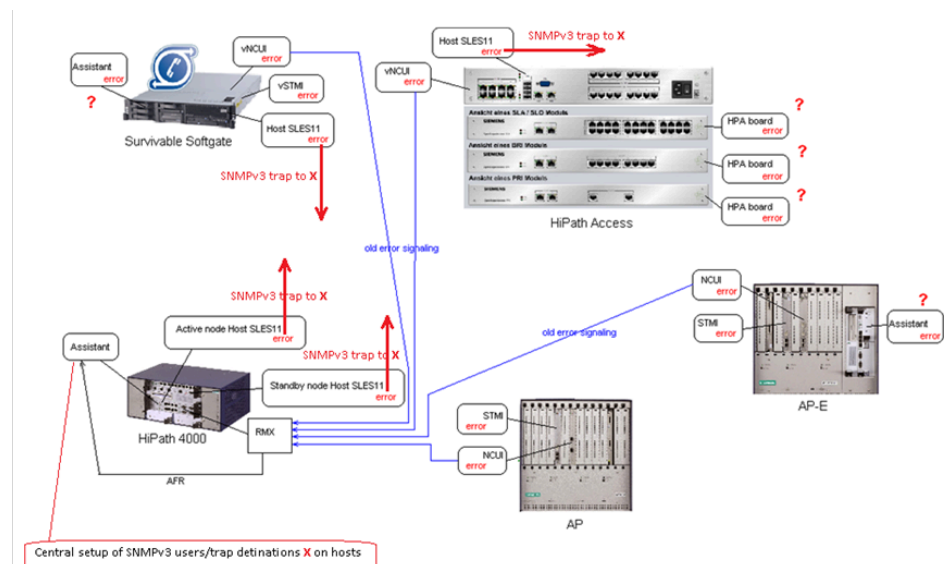 SNMPv3 trap to X
Host SLES11
error
vNCUI
error
Assistant
error
?
vSTMI
error
Host SLES11
error
Survivable Softgate
SNMPv3 trap to X
vNCUI
error
Ansicht eines SLA / SLO Moduls
SIEMENS
HPA board
error
?
Ansicht eines BRI Moduls
SIEMENS
HPA board
error
?
Ansicht eines PRI Moduls
SIEMENS
HPA board
error
?
HiPath Access
old error signaling
SNMPv3 trap to X
Active node Host SLES11
error
SNMPv3 trap to X
Standby node Host SLES11
error
Assistant
HiPath 4000
RMX
AFR
old error signaling
NCUI
error
STMI
error
?
Assistant
error
AP-E
STMI
error
NCUI
error
AP
Central setup of SNMPv3 users/trap detinations X on hosts